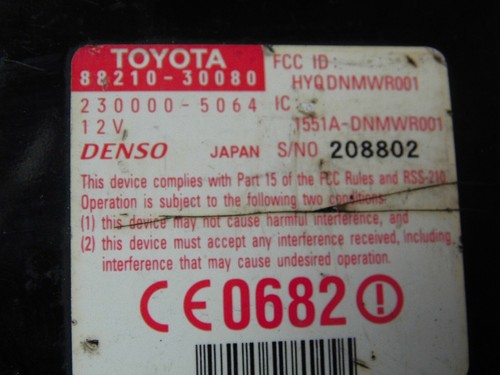 TOYOTA FCC ID:
88210-30080 HYQDNMWR001
230000-5064 IC:
12V 1551A-DNMWR001
DENSO JAPAN S/NO 208802
This device complies with Part 15 of the FCC Rules and RSS-210
Operation is subject to the following two conditions
(1) this device may not cause harmful interference, and
(2) this device must accept any interference received, including
interference that may cause undesired operation.
CE0682